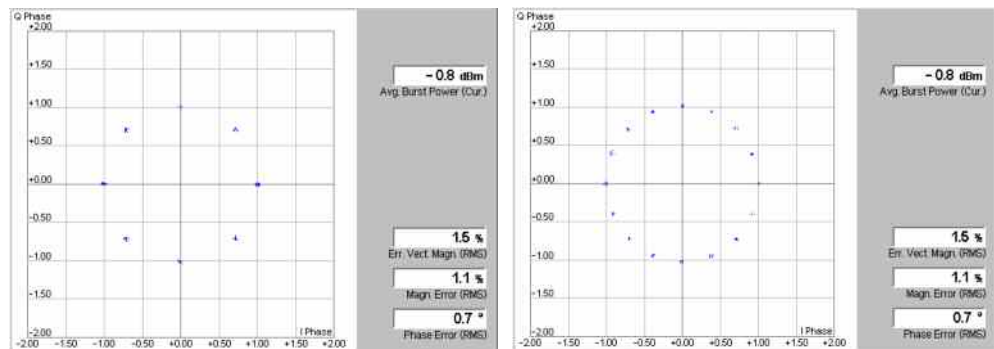 Q Phase
+2.00
+1.50
+1.00
+0.50
+0.00
-0.50
-1.00
-1.50
-2.00
-2.00 -1.50 -1.00 -0.50 +0.00 +0.50 +1.00 +1.50 +2.00
I Phase
- 0.8 dBm
Avg. Burst Power (Cur.)
1.5 %
Err. Vect. Magn. (RMS)
1.1 %
Magn. Error (RMS)
0.7 °
Phase Error (RMS)
Q Phase
+2.00
+1.50
+1.00
+0.50
+0.00
-0.50
-1.00
-1.50
-2.00
-2.00 -1.50 -1.00 -0.50 +0.00 +0.50 +1.00 +1.50 +2.00
I Phase
- 0.8 dBm
Avg. Burst Power (Cur.)
1.5 %
Err. Vect. Magn. (RMS)
1.1 %
Magn. Error (RMS)
0.7 °
Phase Error (RMS)